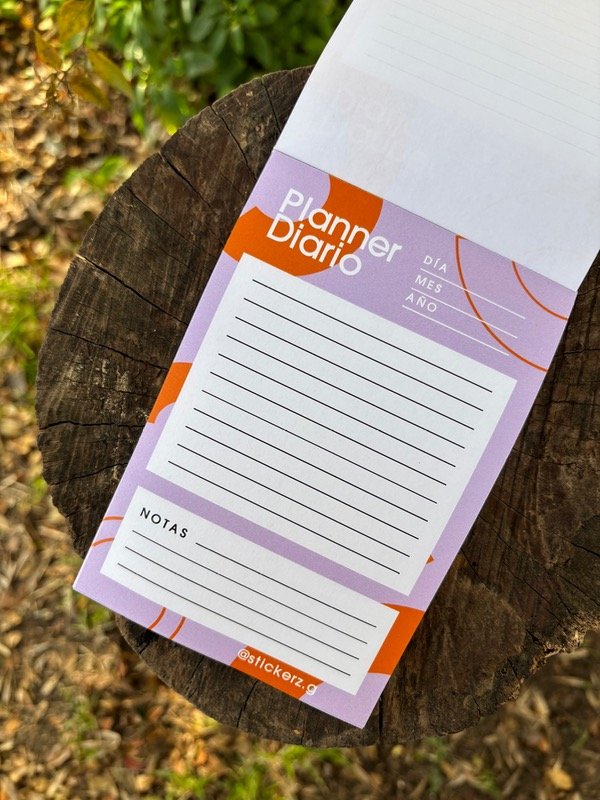 Planner
Diario
DÍA
MES
AÑO
NOTAS
@stickerz.g